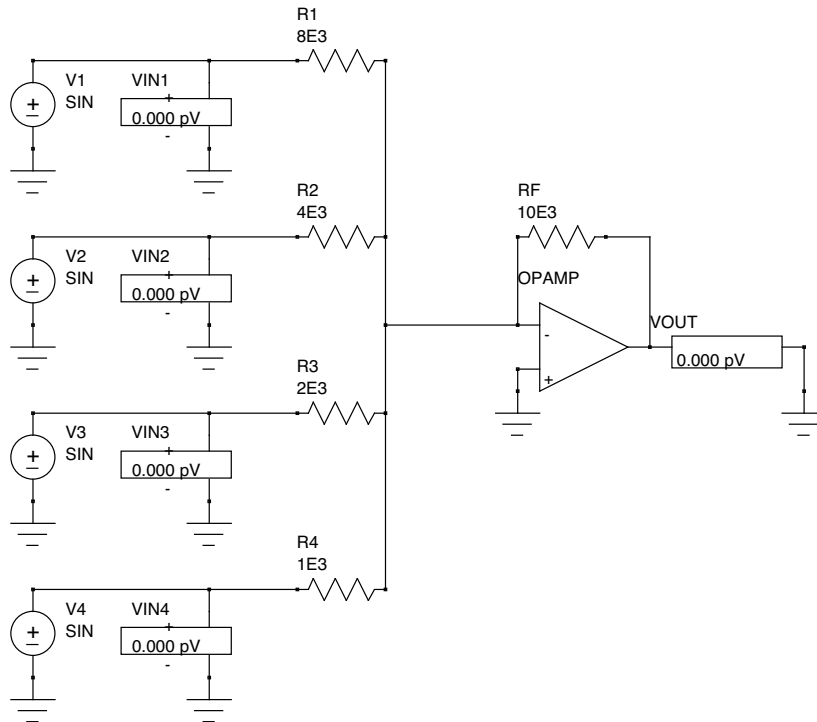 R1
8E3
V1
SIN
VIN1
+
0.000 pV
-
R2
4E3
V2
SIN
VIN2
+
0.000 pV
-
RF
10E3
OPAMP
-
+
VOUT
0.000 pV
R3
2E3
V3
SIN
VIN3
+
0.000 pV
-
R4
1E3
V4
SIN
VIN4
+
0.000 pV
-